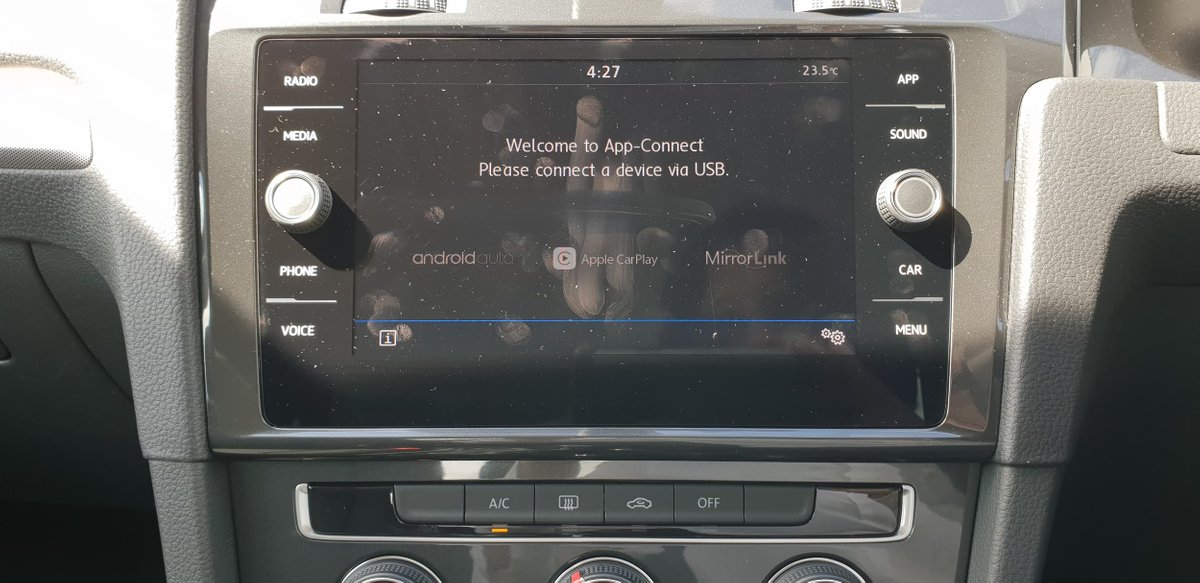 RADIO
MEDIA
PHONE
VOICE
4:27
23.5°C
Welcome to App-Connect
Please connect a device via USB.
androidauto
Apple CarPlay
MirrorLink
i
APP
SOUND
CAR
MENU
A/C
OFF